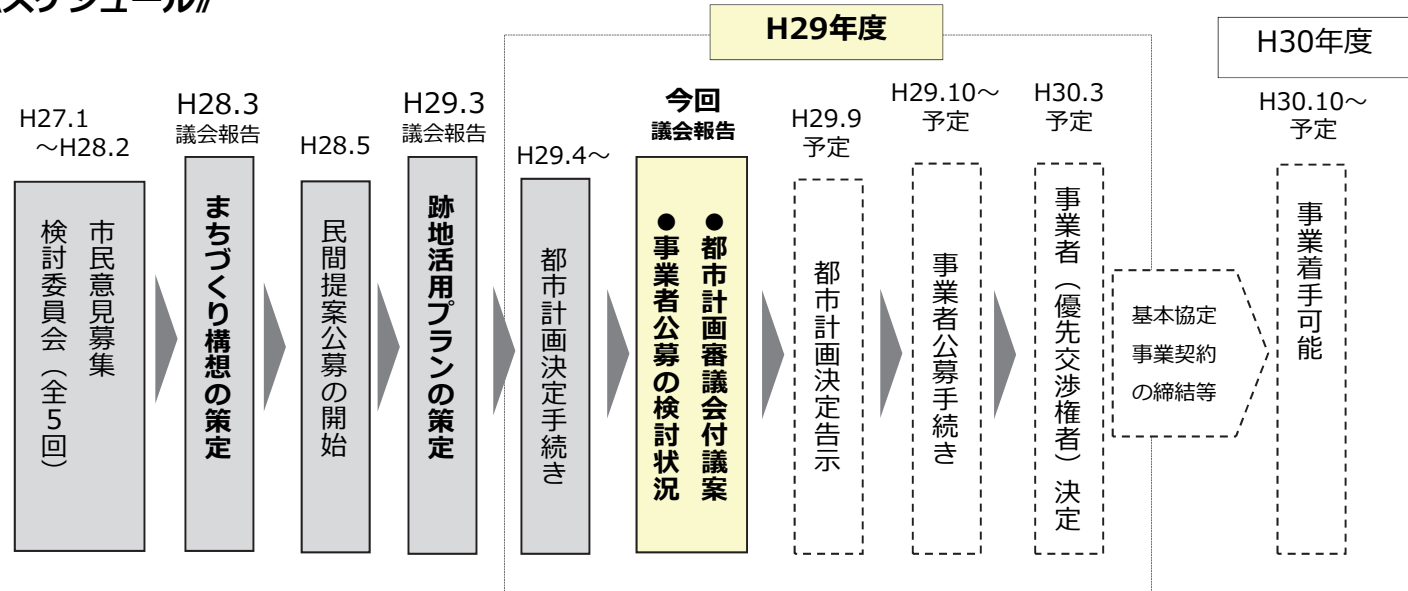 スケジュール》
H29年度
H30年度
H27.1
～H28.2
市民意見募集
検討委員会（全５回）
H28.3
議会報告
まちづくり構想の策定
H28.5
民間提案公募の開始
H29.3
議会報告
跡地活用プランの策定
H29.4～
都市計画決定手続き
今回
議会報告
●都市計画審議会付議案
●事業者公募の検討状況
H29.9
予定
都市計画決定告示
H29.10～
予定
事業者公募手続き
H30.3
予定
事業者（優先交渉権者）決定
基本協定
事業契約
の締結等
H30.10～
予定
事業着手可能